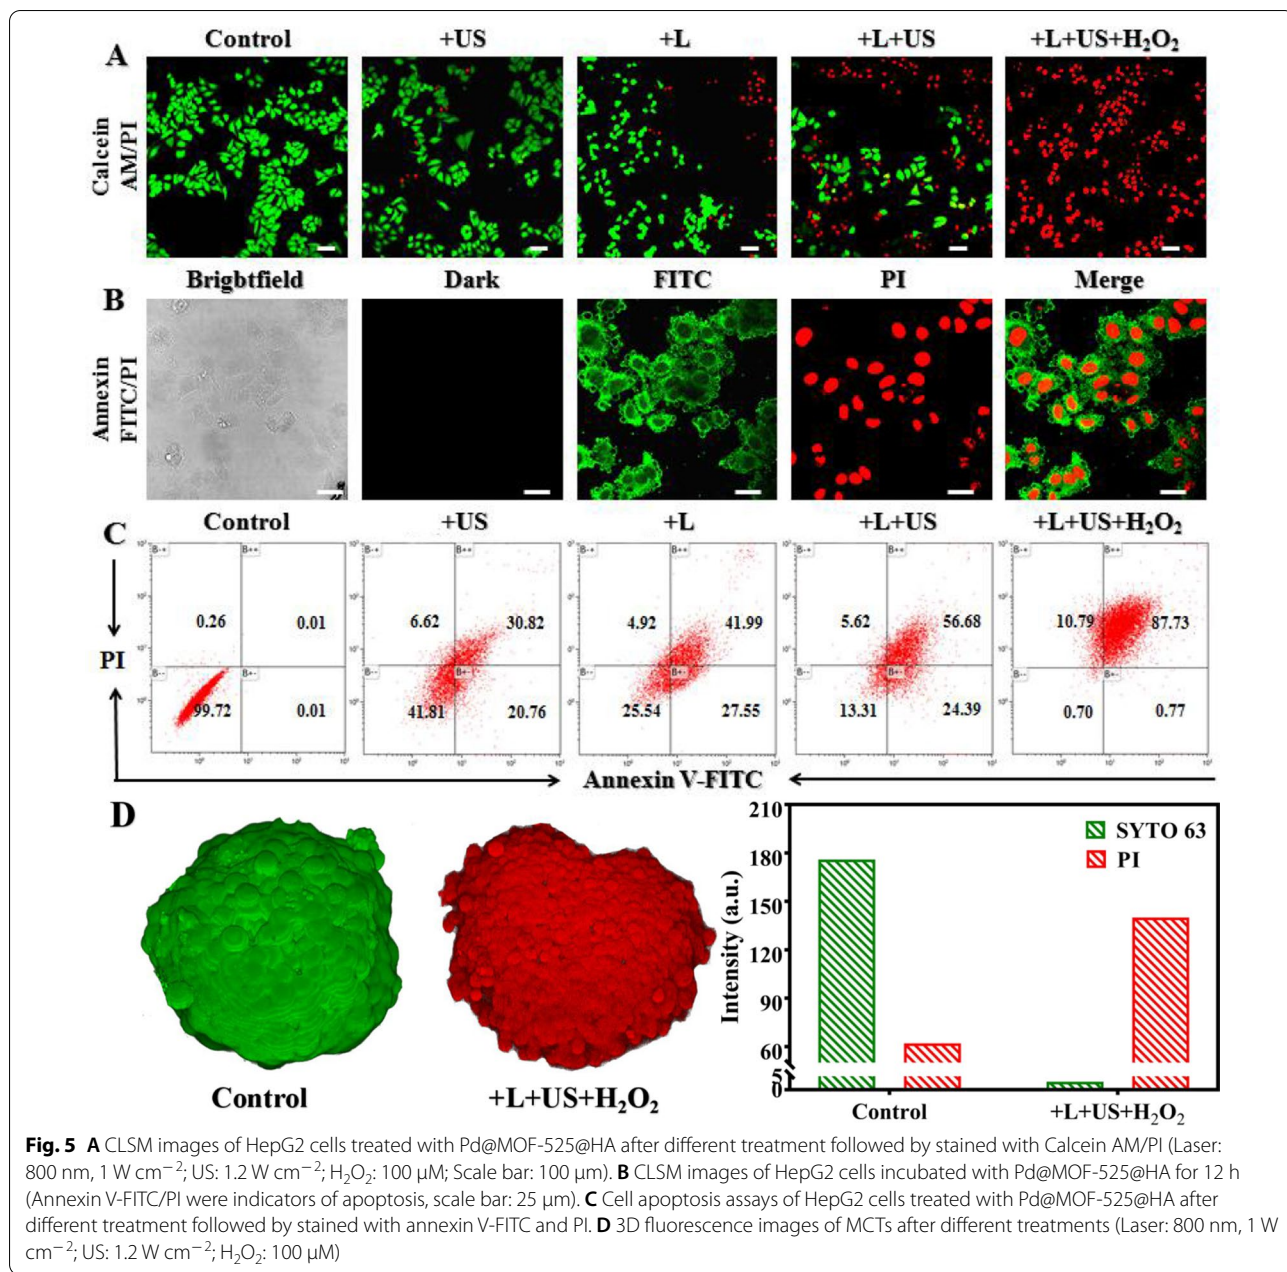 A
Control
+US
+L
+L+US
+L+US+H₂O₂
Calcein
AM/PI
B
Brightfield
Dark
FITC
PI
Merge
Annexin
FITC/PI
C
Control
+US
+L
+L+US
+L+US+H₂O₂
PI
B-+ B++
0.26 0.01
B-- B+-
99.72 0.01
B-+ B++
6.62 30.82
B-- B+-
41.81 20.76
B-+ B++
4.92 41.99
B-- B+-
25.54 27.55
B-+ B++
5.62 56.68
B-- B+-
13.31 24.39
B-+ B++
10.79 87.73
B-- B+-
0.70 0.77
Annexin V-FITC
D
Control
+L+US+H₂O₂
Intensity (a.u.)
210
180
150
120
90
60
5
0
SYTO 63
PI
Control
+L+US+H₂O₂
Fig. 5 A CLSM images of HepG2 cells treated with Pd@MOF-525@HA after different treatment followed by stained with Calcein AM/PI (Laser:
800 nm, 1 W cm⁻²; US: 1.2 W cm⁻²; H₂O₂: 100 μM; Scale bar: 100 μm). B CLSM images of HepG2 cells incubated with Pd@MOF-525@HA for 12 h
(Annexin V-FITC/PI were indicators of apoptosis, scale bar: 25 μm). C Cell apoptosis assays of HepG2 cells treated with Pd@MOF-525@HA after
different treatment followed by stained with annexin V-FITC and PI. D 3D fluorescence images of MCTs after different treatments (Laser: 800 nm, 1 W
cm⁻²; US: 1.2 W cm⁻²; H₂O₂: 100 μM)